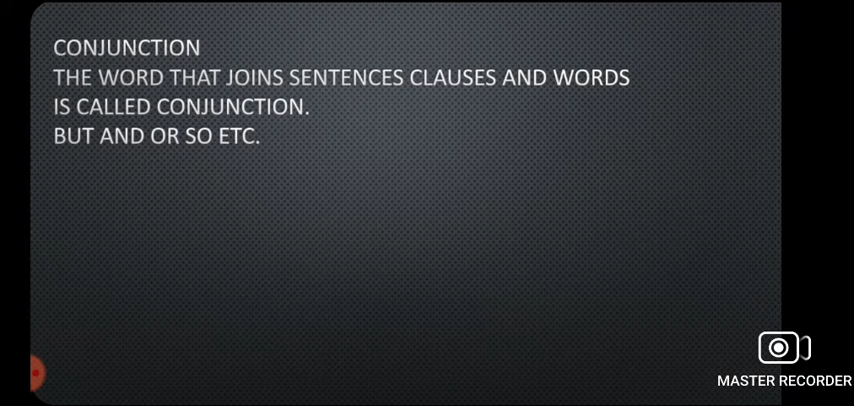 CONJUNCTION
THE WORD THAT JOINS SENTENCES CLAUSES AND WORDS
IS CALLED CONJUNCTION.
BUT AND OR SO ETC.
MASTER RECORDER